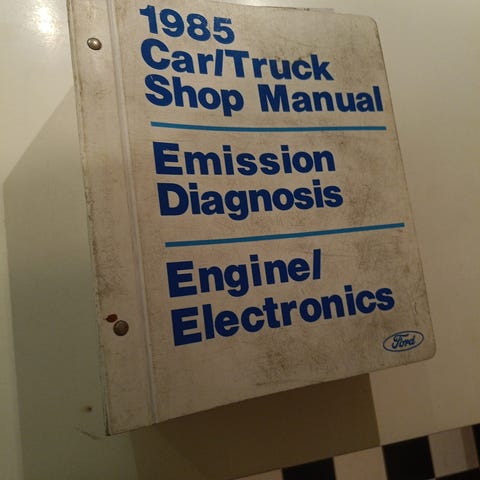 1985
Car/Truck
Shop Manual
Emission
Diagnosis
Engine/
Electronics
Ford